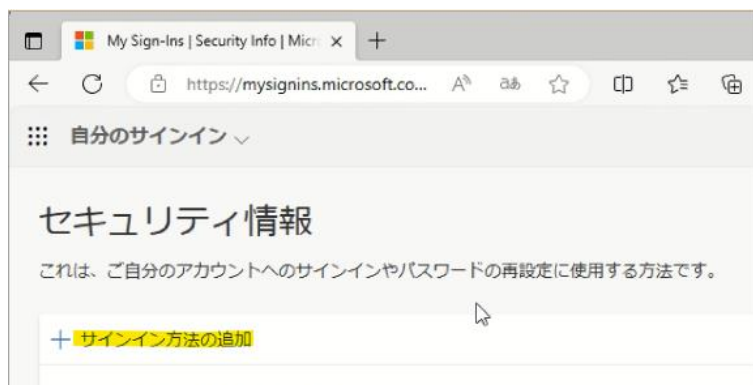 My Sign-Ins | Security Info | Micr
https://mysignins.microsoft.co...
自分のサインイン
セキュリティ情報
これは、ご自分のアカウントへのサインインやパスワードの再設定に使用する方法です。
+ サインイン方法の追加